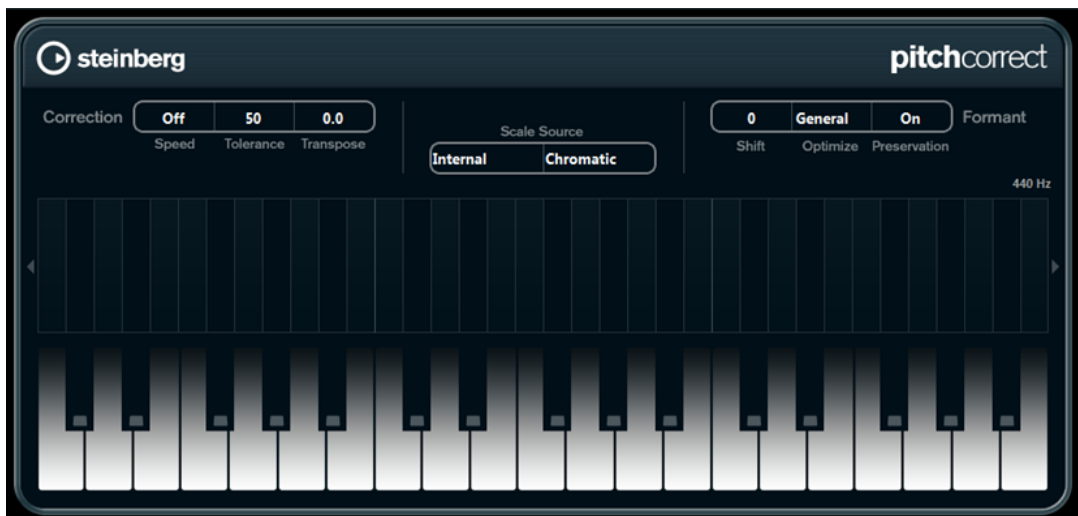 steinberg
pitchcorrect
Correction Off 50 0.0
Speed Tolerance Transpose
Scale Source
Internal Chromatic
0 General On Formant
Shift Optimize Preservation
440 Hz